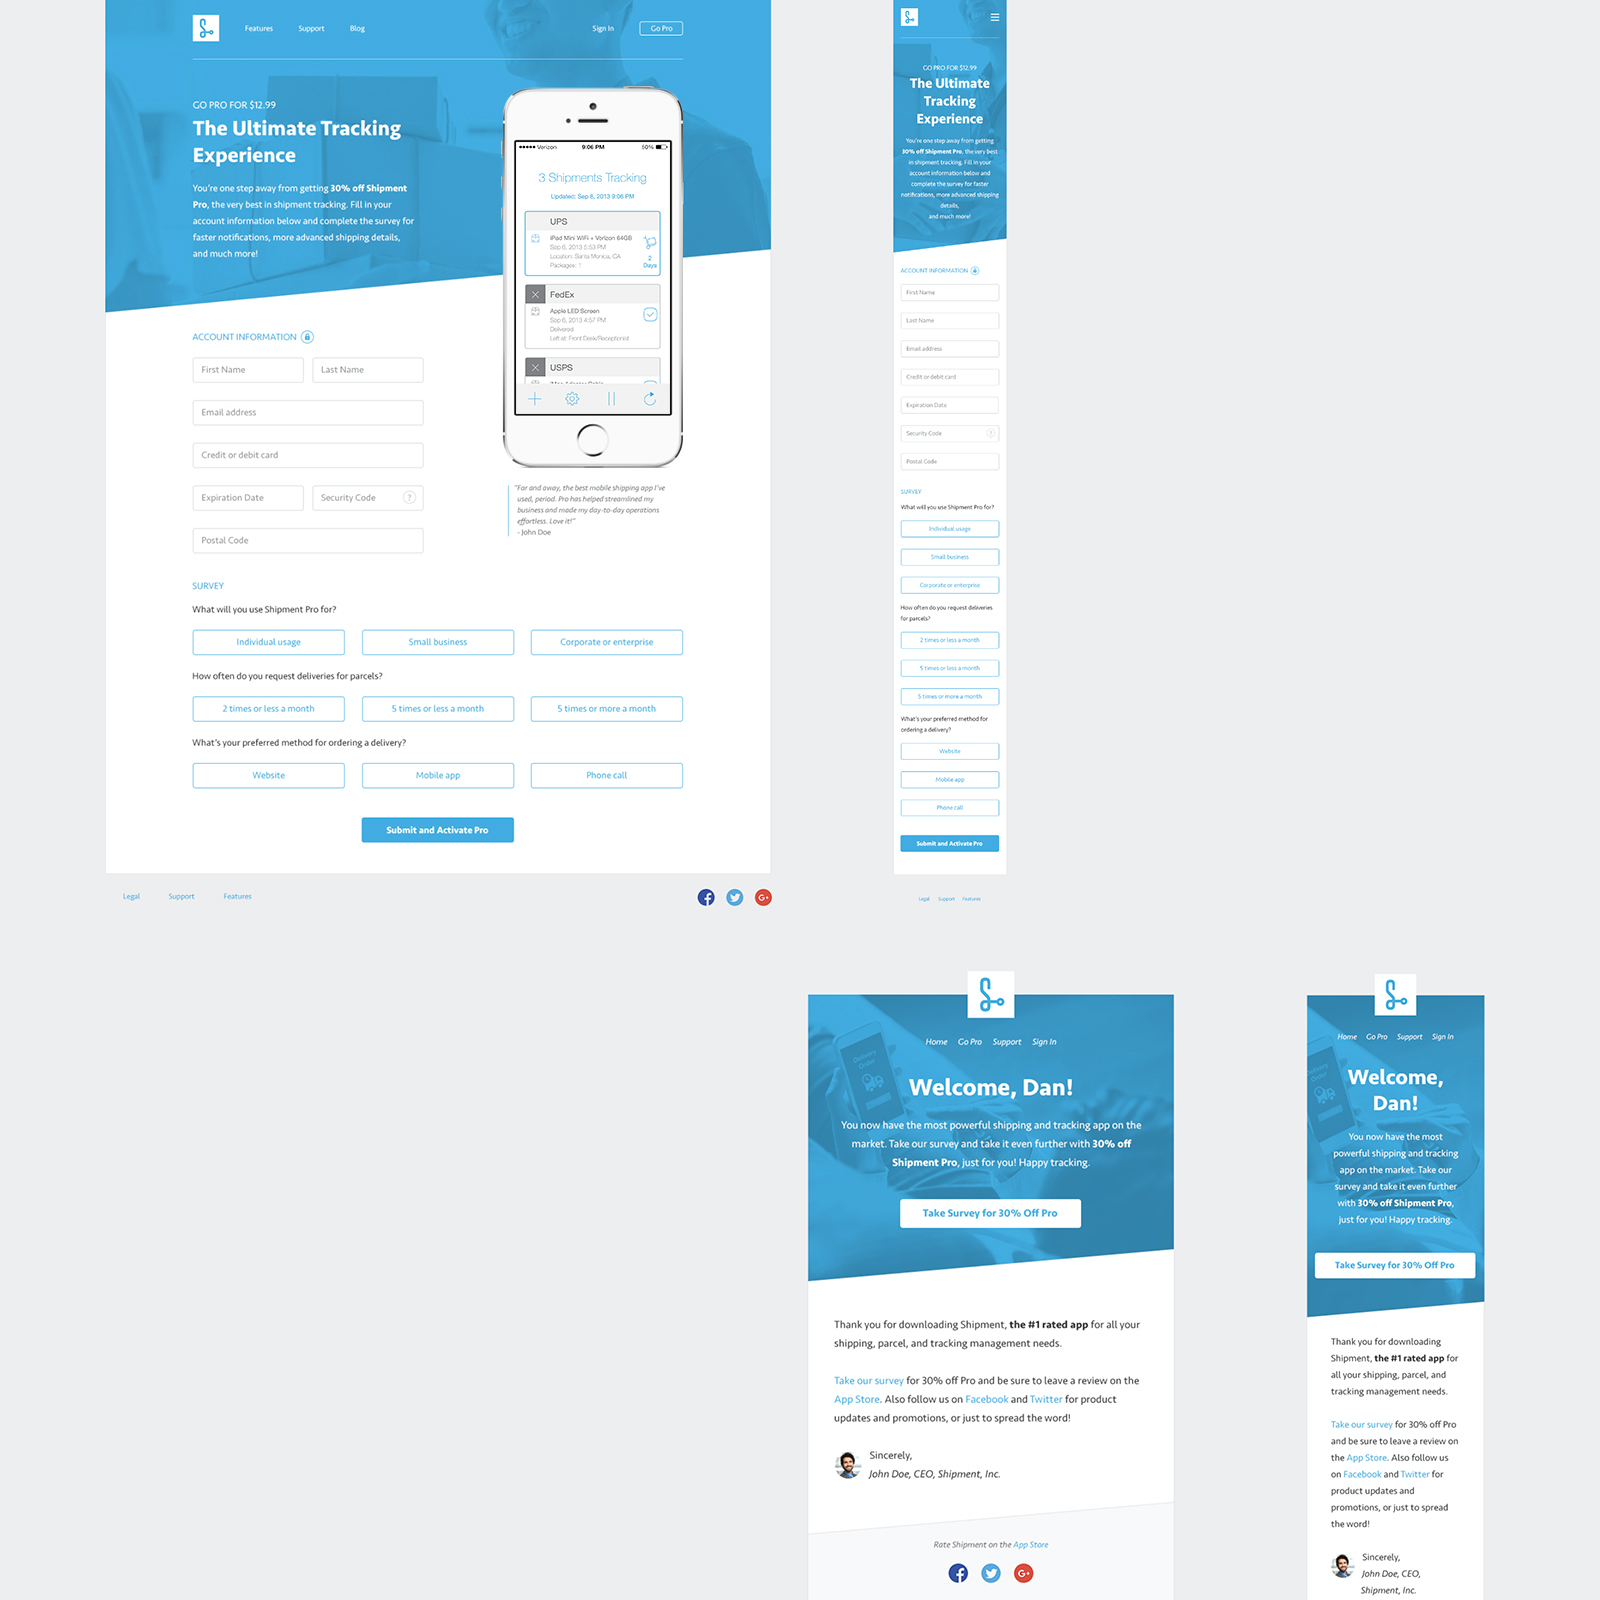 Features
Support
Blog
Sign In
Go Pro
GO PRO FOR $12.99
The Ultimate Tracking
Experience
You're one step away from getting 30% off Shipment
Pro, the very best in shipment tracking. Fill in your
account information below and complete the survey for
faster notifications, more advanced shipping details,
and much more!
Verizon
9:06 PM
50%
3 Shipments Tracking
Updated: Sep 8, 2013 9:06 PM
UPS
iPad Mini WiFi + Verizon 64GB
Sep 6, 2013 5:53 PM
Location: Santa Monica, CA
Packages: 1
2
Days
FedEx
Apple LED Screen
Sep 6, 2013 4:57 PM
Delivered
Left at: Front Desk/Receptionist
USPS
ACCOUNT INFORMATION
First Name
Last Name
Email address
Credit or debit card
Expiration Date
Security Code
?
Postal Code
"Far and away, the best mobile shipping app I've
used, period. Pro has helped streamlined my
business and made my day-to-day operations
effortless. Love it!"
- John Doe
SURVEY
What will you use Shipment Pro for?
Individual usage
Small business
Corporate or enterprise
How often do you request deliveries for parcels?
2 times or less a month
5 times or less a month
5 times or more a month
What's your preferred method for ordering a delivery?
Website
Mobile app
Phone call
Submit and Activate Pro
Legal
Support
Features
GO PRO FOR $12.99
The Ultimate
Tracking
Experience
You're one step away from getting
30% off Shipment Pro, the very best
in shipment tracking. Fill in your
account information below and
complete the survey for faster
notifications, more advanced shipping
details,
and much more!
ACCOUNT INFORMATION
First Name
Last Name
Email address
Credit or debit card
Expiration Date
Security Code
?
Postal Code
SURVEY
What will you use Shipment Pro for?
Individual usage
Small business
Corporate or enterprise
How often do you request deliveries
for parcels?
2 times or less a month
5 times or less a month
5 times or more a month
What's your preferred method for
ordering a delivery?
Website
Mobile app
Phone call
Submit and Activate Pro
Legal
Support
Features
Home
Go Pro
Support
Sign In
Delivery
Order
Welcome, Dan!
You now have the most powerful shipping and tracking app on the
market. Take our survey and take it even further with 30% off
Shipment Pro, just for you! Happy tracking.
Take Survey for 30% Off Pro
Thank you for downloading Shipment, the #1 rated app for all your
shipping, parcel, and tracking management needs.
Take our survey for 30% off Pro and be sure to leave a review on the
App Store. Also follow us on Facebook and Twitter for product
updates and promotions, or just to spread the word!
Sincerely,
John Doe, CEO, Shipment, Inc.
Rate Shipment on the App Store
Home
Go Pro
Support
Sign In
Delivery
Order
Welcome,
Dan!
You now have the most
powerful shipping and tracking
app on the market. Take our
survey and take it even further
with 30% off Shipment Pro,
just for you! Happy tracking.
Take Survey for 30% Off Pro
Thank you for downloading
Shipment, the #1 rated app for
all your shipping, parcel, and
tracking management needs.
Take our survey for 30% off Pro
and be sure to leave a review on
the App Store. Also follow us
on Facebook and Twitter for
product updates and
promotions, or just to spread
the word!
Sincerely,
John Doe, CEO,
Shipment, Inc.